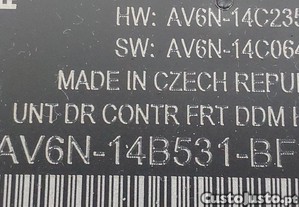 HW: AV6N-14C235
SW: AV6N-14C064
MADE IN CZECH REPU
UNT DR CONTR FRT DDM
AV6N-14B531-BF
CustoJusto.pt